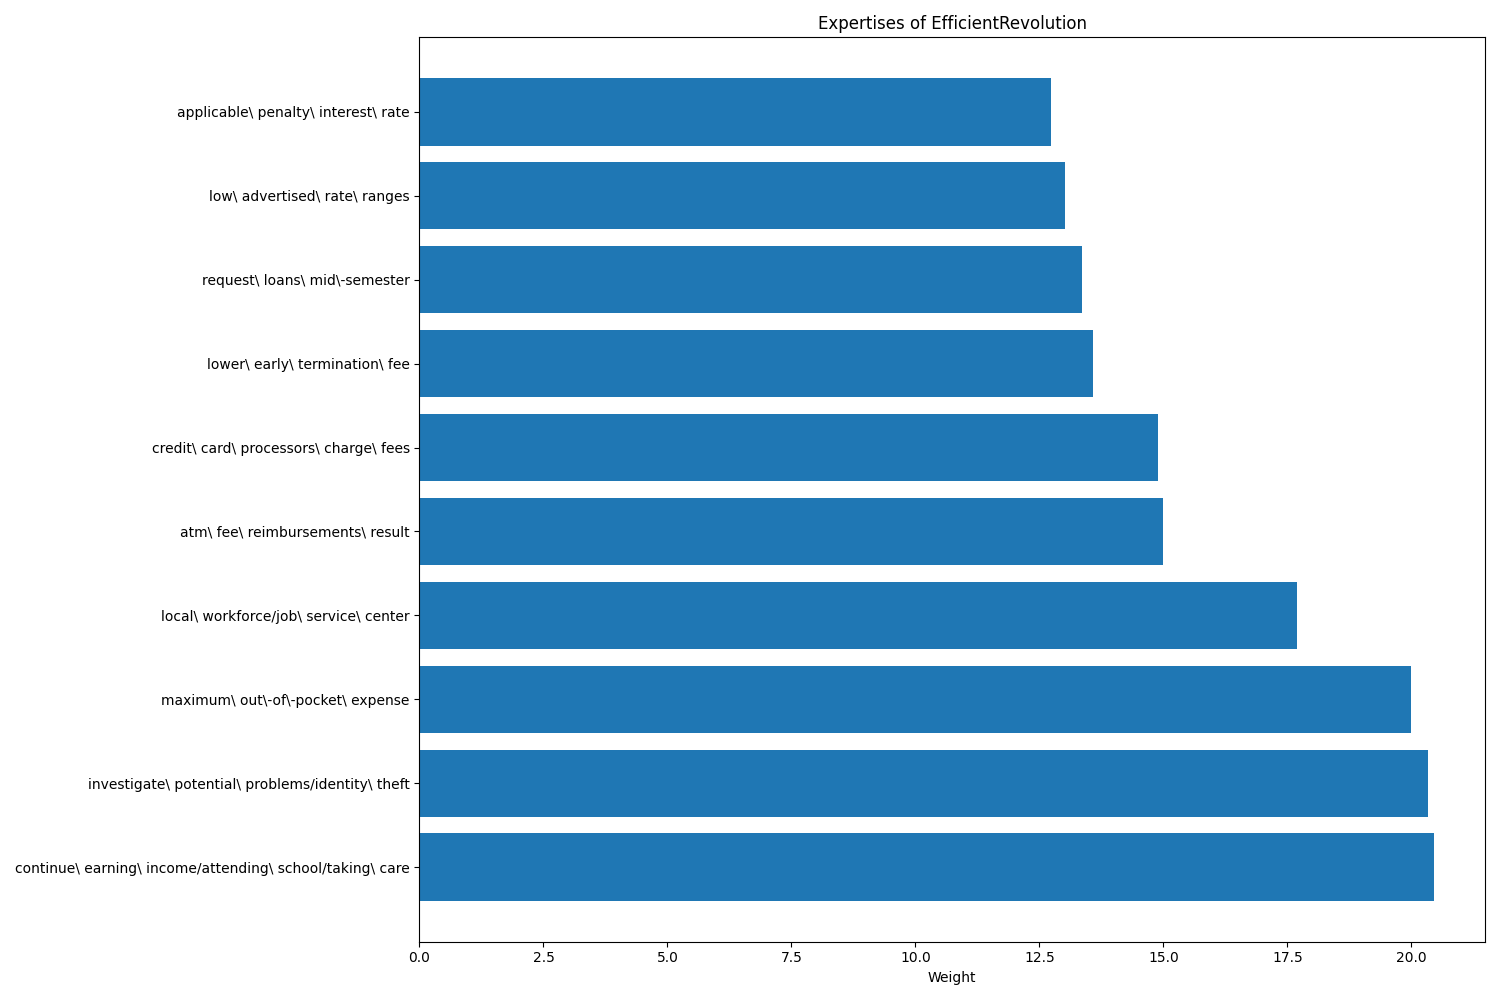 Expertises of EfficientRevolution
applicable\ penalty\ interest\ rate
low\ advertised\ rate\ ranges
request\ loans\ mid\-semester
lower\ early\ termination\ fee
credit\ card\ processors\ charge\ fees
atm\ fee\ reimbursements\ result
local\ workforce/job\ service\ center
maximum\ out\-of\-pocket\ expense
investigate\ potential\ problems/identity\ theft
continue\ earning\ income/attending\ school/taking\ care
0.0 2.5 5.0 7.5 10.0 12.5 15.0 17.5 20.0
Weight